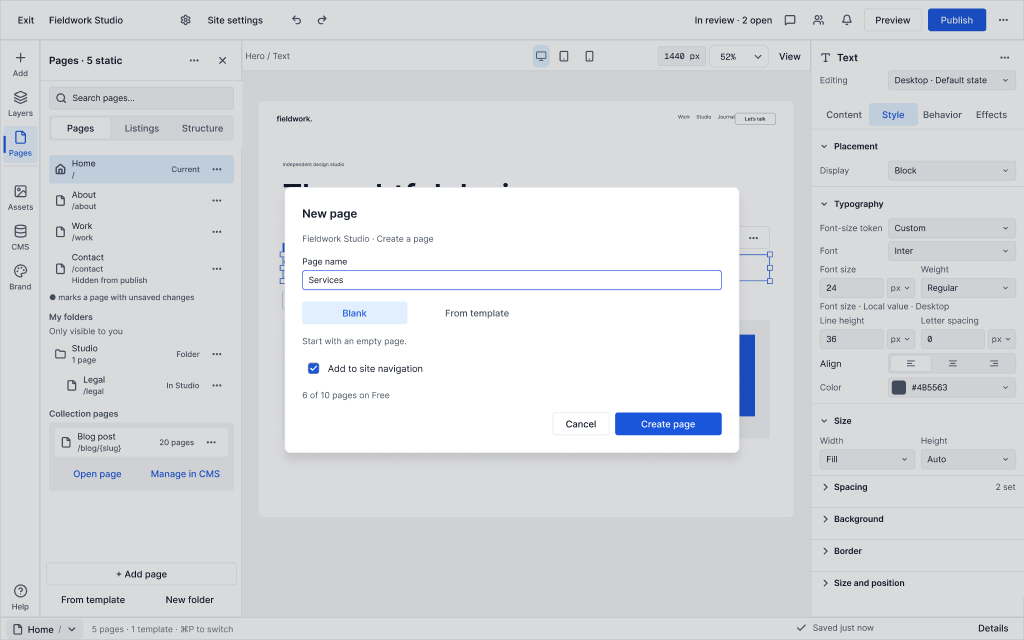 Exit
Fieldwork Studio
Site settings
In review · 2 open
Preview
Publish
Add
Layers
Pages
Assets
CMS
Brand
Help
Pages · 5 static
Search pages...
Pages
Listings
Structure
Home
/
Current
About
/about
Work
/work
Contact
/contact
Hidden from publish
marks a page with unsaved changes
My folders
Only visible to you
Studio
1 page
Folder
Legal
/legal
In Studio
Collection pages
Blog post
/blog/{slug}
20 pages
Open page
Manage in CMS
+ Add page
From template
New folder
Hero / Text
1440 px
52%
View
fieldwork.
Work
Studio
Journal
Let's talk
Independent design studio
New page
Fieldwork Studio · Create a page
Page name
Services
Blank
From template
Start with an empty page.
Add to site navigation
6 of 10 pages on Free
Cancel
Create page
Text
Editing
Desktop · Default state
Content
Style
Behavior
Effects
Placement
Display
Block
Typography
Font-size token
Custom
Font
Inter
Font size
Weight
24
px
Regular
Font size · Local value · Desktop
Line height
Letter spacing
36
px
0
px
Align
Color
#4B5563
Size
Width
Height
Fill
Auto
Spacing
2 set
Background
Border
Size and position
Home /
5 pages · 1 template · ⌘P to switch
Saved just now
Details